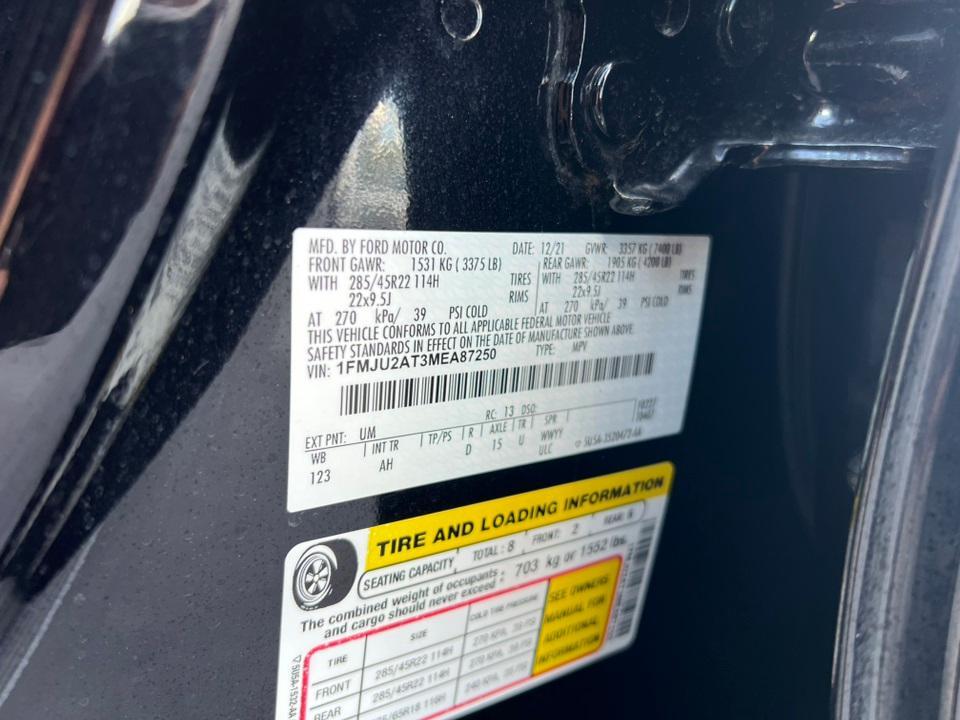 MFD. BY FORD MOTOR CO.
DATE: 12/21 GVWR: 3357 KG ( 7400 LB)
FRONT GAWR: 1531 KG ( 3375 LB)
REAR GAWR: 1905 KG ( 4200 LB)
WITH 285/45R22 114H TIRES
WITH 285/45R22 114H TIRES
22x9.5J RIMS
22x9.5J RIMS
AT 270 kPa/ 39 PSI COLD
AT 270 kPa/ 39 PSI COLD
THIS VEHICLE CONFORMS TO ALL APPLICABLE FEDERAL MOTOR VEHICLE
SAFETY STANDARDS IN EFFECT ON THE DATE OF MANUFACTURE SHOWN ABOVE.
VIN: 1FMJU2AT3MEA87250 TYPE: MPV
EXT PNT: UM RC: 13 DSO:
WB INT TR TP/PS R AXLE TR SPR
123 AH D 15 U WWYY
ULC
TIRE AND LOADING INFORMATION
SEATING CAPACITY TOTAL: 8 FRONT: 2 REAR: 6
The combined weight of occupants and cargo should never exceed: 703 kg or 1552 lbs.
TIRE SIZE COLD TIRE PRESSURE
FRONT 285/45R22 114H 270 KPA, 39 PSI
REAR 285/45R22 114H 270 KPA, 39 PSI
SEE OWNERS
MANUAL FOR
ADDITIONAL
INFORMATION